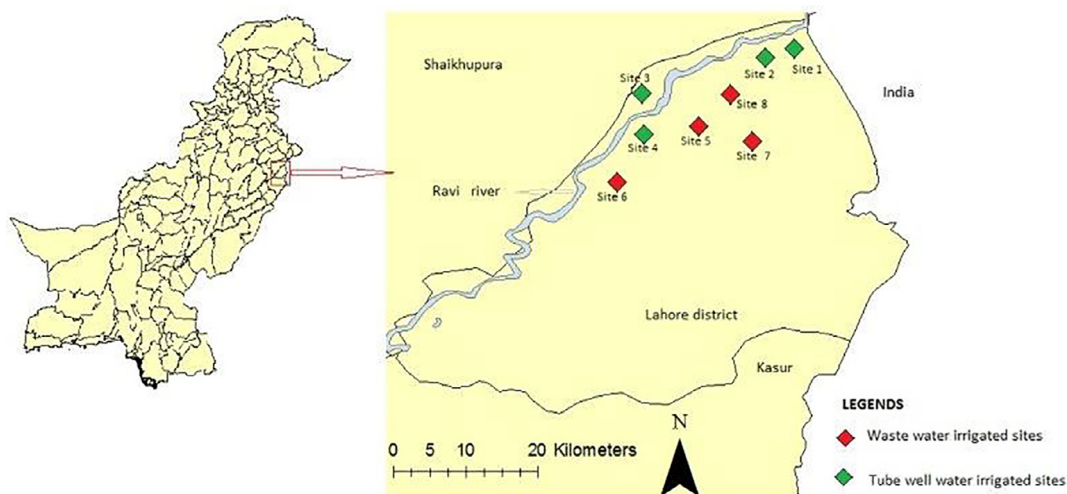 Shaikhupura
India
Site 3
Site 2
Site 1
Site 8
Site 4
Site 5
Site 7
Ravi river
Site 6
Lahore district
Kasur
N
0 5 10 20 Kilometers
LEGENDS
Waste water irrigated sites
Tube well water irrigated sites